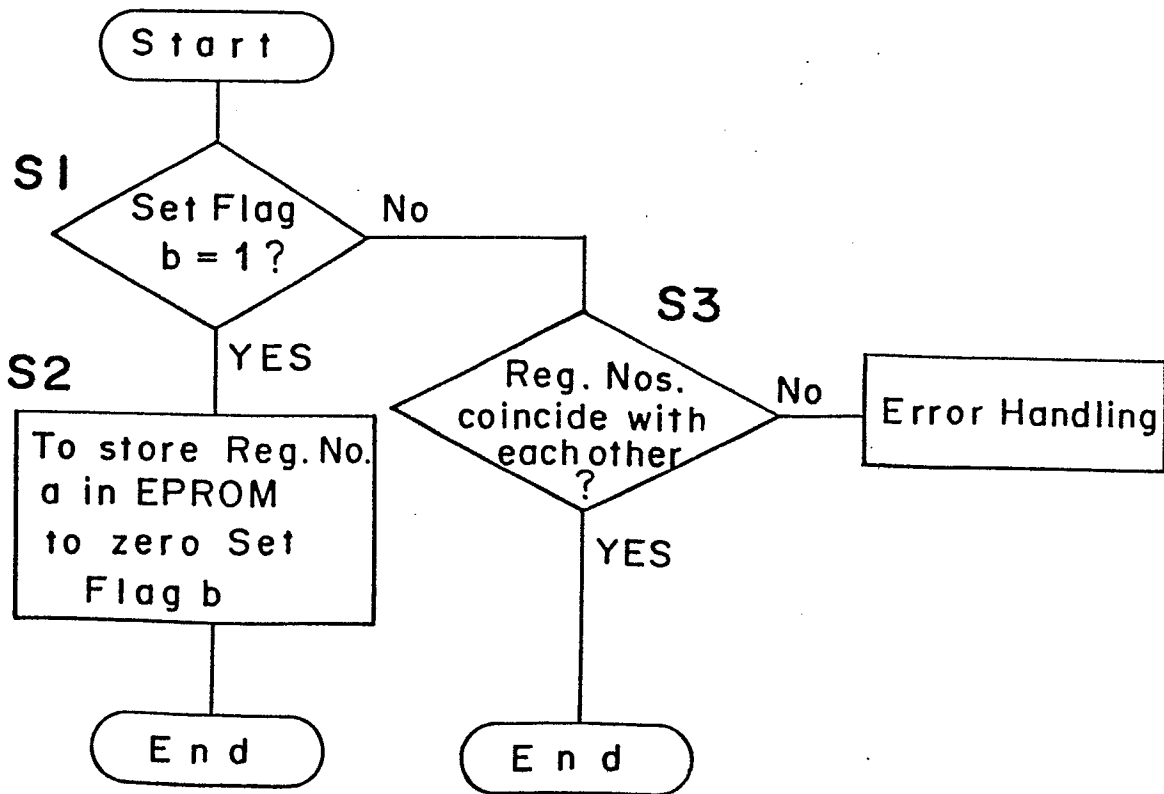 Start
S1
Set Flag
b = 1 ?
No
YES
S2
To store Reg. No.
a in EPROM
to zero Set
Flag b
End
S3
Reg. Nos.
coincide with
each other
?
No
Error Handling
YES
End